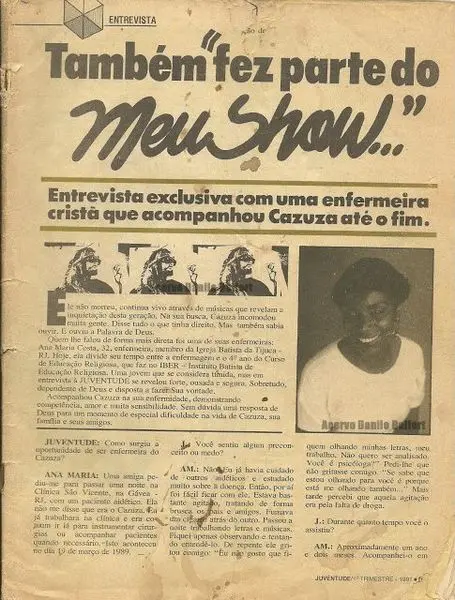 ENTREVISTA
Também "fez parte do
Meu Show..."
Entrevista exclusiva com uma enfermeira
cristã que acompanhou Cazuza até o fim.
Acervo Danilo Duffort
Ele não morreu, continua vivo através de músicas que revelam a
inquietação desta geração. Na sua busca, Cazuza incomodou
muita gente. Disse tudo o que tinha direito. Mas também sabia
ouvir. E ouviu a Palavra de Deus.
Quem lhe falou de forma mais direta foi uma de suas enfermeiras:
Ana Maria Costa, 32, enfermeira, membro da Igreja Batista da Tijuca -
RJ. Hoje, ela divide seu tempo entre a enfermagem e o 4º ano do Curso
de Educação Religiosa, que faz no IBER - Instituto Batista
de Educação Religiosa. Uma jovem que se considera tímida, mas em
entrevista à JUVENTUDE se revelou forte, ousada e segura. Sobretudo,
dependente de Deus e disposta a fazer Sua vontade.
Acompanhou Cazuza na sua enfermidade, demonstrando
competência, amor e muita sensibilidade. Sem dúvida uma resposta de
Deus para um momento de especial dificuldade na vida de Cazuza, sua
família e seus amigos.
Acervo Danilo Duffort
JUVENTUDE: Como surgiu a
oportunidade de ser enfermeira do
Cazuza?
ANA MARIA: Uma amiga pe-
diu-me para passar uma noite na
Clínica São Vicente, na Gávea -
RJ, com um paciente aidético. Ela
não me disse que era o Cazuza. Eu
já trabalhara na clínica e era co-
mum ir lá para instrumentar cirur-
gias ou acompanhar pacientes
quando necessário. Isto aconteceu
no dia 19 de março de 1989.
J.: Você sentiu algum precon-
ceito ou medo?
AM.: Não. Eu já havia cuidado
de outros aidéticos e estudado
muito sobre a doença. Então, por aí
foi fácil ficar com ele. Estava bas-
tante agitado, tratando de forma
brusca, a família e amigos. Fumava
um cigarro atrás do outro. Passou a
noite trabalhando letras e músicas.
Fiquei apenas observando e tentan-
do entendê-lo. De repente ele gri-
tou comigo: "Eu não gosto que fi-
quem olhando minhas letras, meu
trabalho. Não quero ser analisado.
Você é psicóloga?" Pedi-lhe que
não gritasse comigo. "Se sabe que
estou olhando para você é porque
está me olhando também." Mais
tarde percebi que aquela agitação
era pela falta de droga.
J.: Durante quanto tempo você o
assistiu?
AM.: Aproximadamente um ano
e dois meses. Acompanhei-o em
JUVENTUDE/ TRIMESTRE - 1991